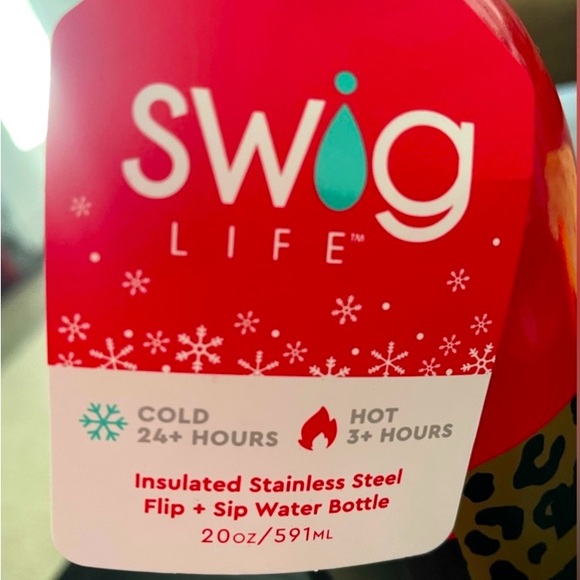 swig
LIFE™
COLD
24+ HOURS
HOT
3+ HOURS
Insulated Stainless Steel
Flip + Sip Water Bottle
20OZ/591ML